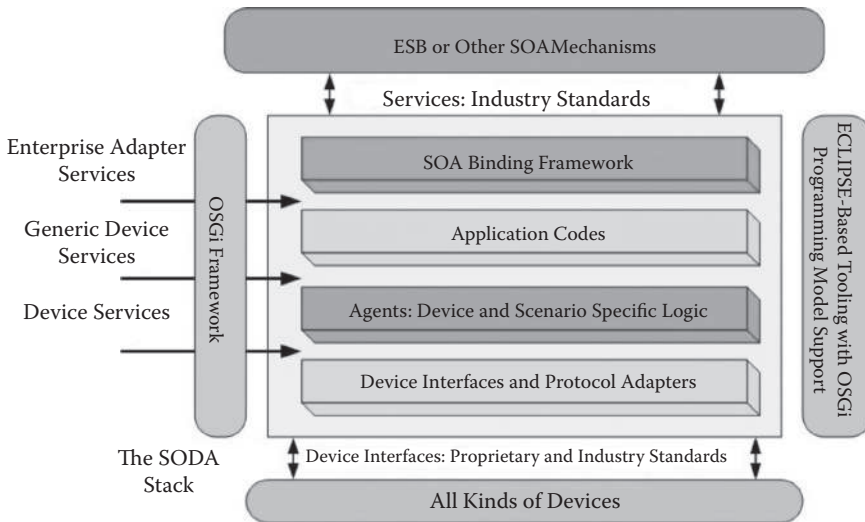 ESB or Other SOAMechanisms
Services: Industry Standards
Enterprise Adapter
Services
Generic Device
Services
Device Services
OSGi Framework
SOA Binding Framework
Application Codes
Agents: Device and Scenario Specific Logic
Device Interfaces and Protocol Adapters
ECLIPSE-Based Tooling with OSGi
Programming Model Support
The SODA
Stack
Device Interfaces: Proprietary and Industry Standards
All Kinds of Devices